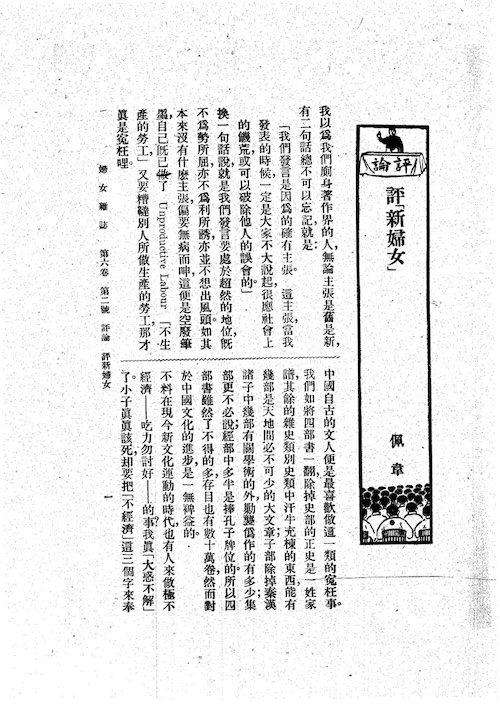 論評
評「新婦女」
佩韋
我以爲我們廁身著作界的人，無論主張是舊是新，
有二句話總不可以忘記，就是：
「我們發言是因爲的確有主張。這主張，當我
發表的時候，一定是大家不大說起，很應社會上
的饑荒或可以破除他人的誤會的。」
換一句話說就是我們發言要處於超然的地位，旣
不爲勢所屈亦不爲利所誘，亦並不想出風頭。如其
本來沒有什麽主張，偏要無病而呻，這便是空廢筆
墨自己旣已做了 Unproductive Labour 「不生
產的勞工，」又要糟蹋別人所做生產的勞工，那才
眞是冤枉哩。
中國自古的文人便是最喜歡做這一類的冤枉事。
我們如將四部書一翻，除掉史部的正史是一姓家
譜，其餘的雜史類別史類中汗牛充棟的東西，能有
幾部是天地間必不可少的大文章；子部除掉秦漢
諸子中幾部有關學術的外，勦襲僞作的有多少；集
部更不必說；經部中多半是捧孔子牌位的。所以四
部書雖然了不得的多，存目也有數十萬卷，然而對
於中國文化的進步是一無裨益的。
不料在現今新文化運動的時代，也有人來做極不
經濟——吃力勿討好——的事？我眞「大惑不解」
了。小子眞眞該死，却要把「不經濟」這三個字來奉
婦女雜誌 第六卷 第二號 評論 評新婦女
一